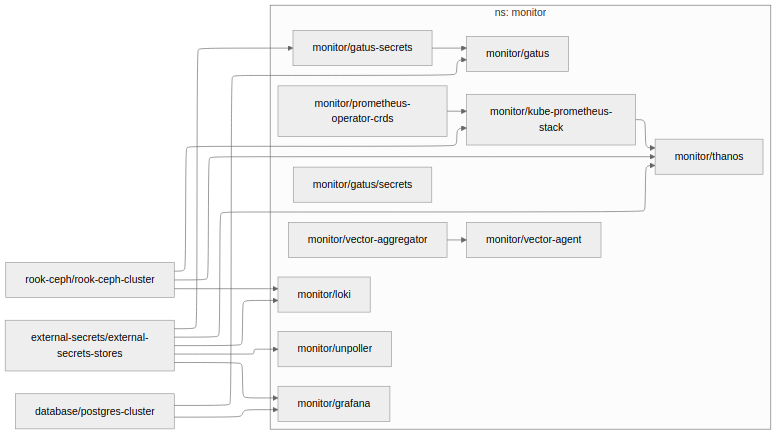 ns: monitor
monitor/gatus-secrets
monitor/gatus
monitor/prometheus-
operator-crds
monitor/kube-prometheus-
stack
monitor/thanos
monitor/gatus/secrets
monitor/vector-aggregator
monitor/vector-agent
rook-ceph/rook-ceph-cluster
monitor/loki
external-secrets/external-
secrets-stores
monitor/unpoller
database/postgres-cluster
monitor/grafana